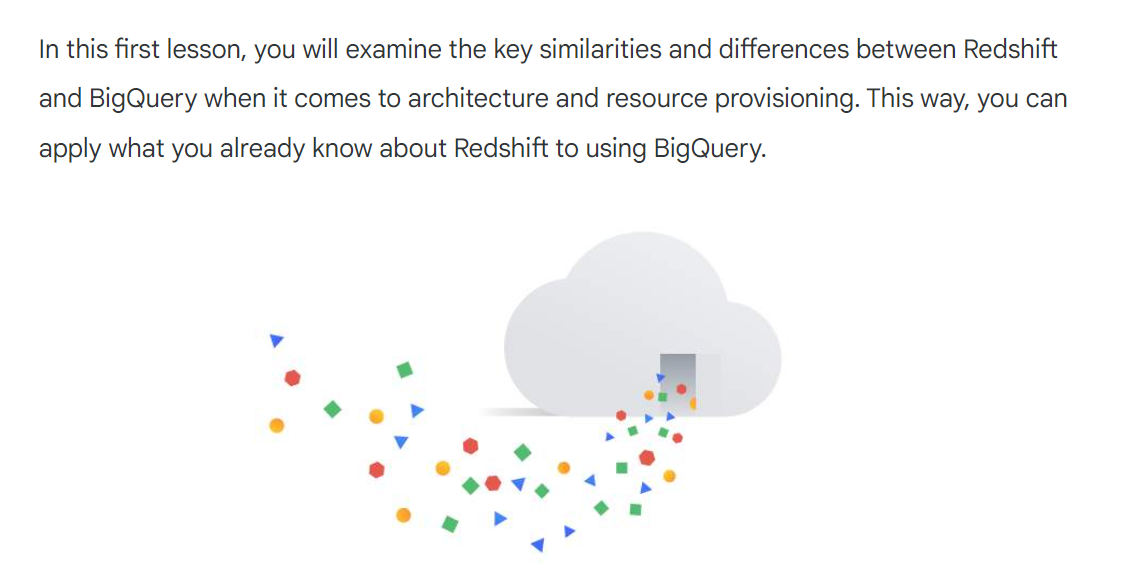 In this first lesson, you will examine the key similarities and differences between Redshift
and BigQuery when it comes to architecture and resource provisioning. This way, you can
apply what you already know about Redshift to using BigQuery.